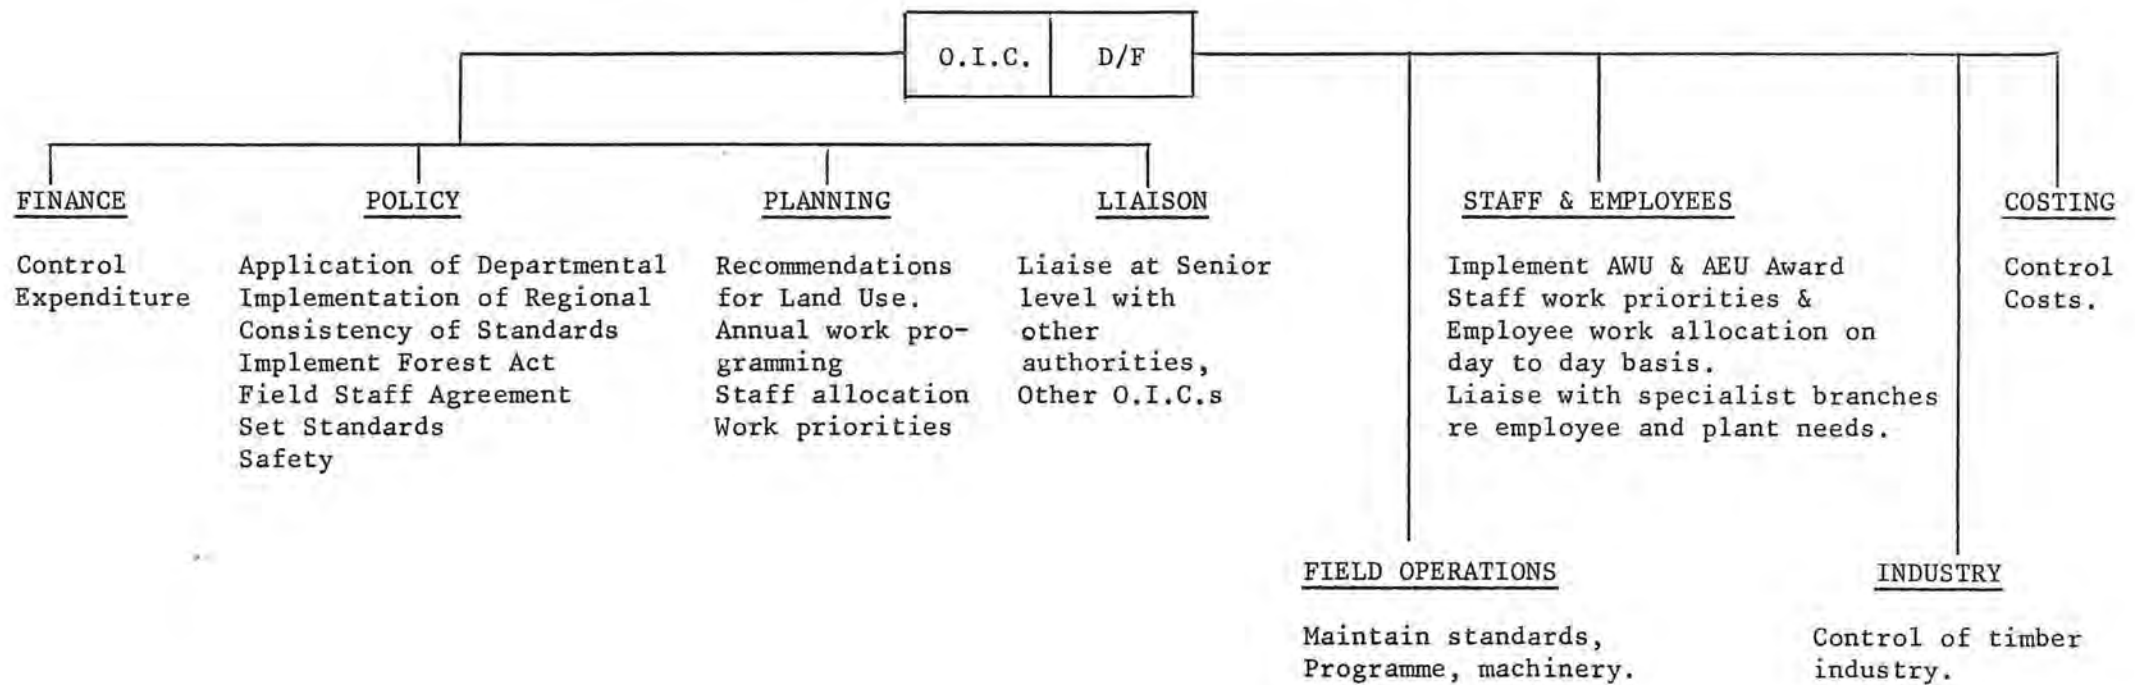 O.I.C. D/F
FINANCE
Control
Expenditure
POLICY
Application of Departmental
Implementation of Regional
Consistency of Standards
Implement Forest Act
Field Staff Agreement
Set Standards
Safety
PLANNING
Recommendations
for Land Use.
Annual work pro-
gramming
Staff allocation
Work priorities
LIAISON
Liaise at Senior
level with
other
authorities,
Other O.I.C.s
STAFF & EMPLOYEES
Implement AWU & AEU Award
Staff work priorities &
Employee work allocation on
day to day basis.
Liaise with specialist branches
re employee and plant needs.
COSTING
Control
Costs.
FIELD OPERATIONS
Maintain standards,
Programme, machinery.
INDUSTRY
Control of timber
industry.